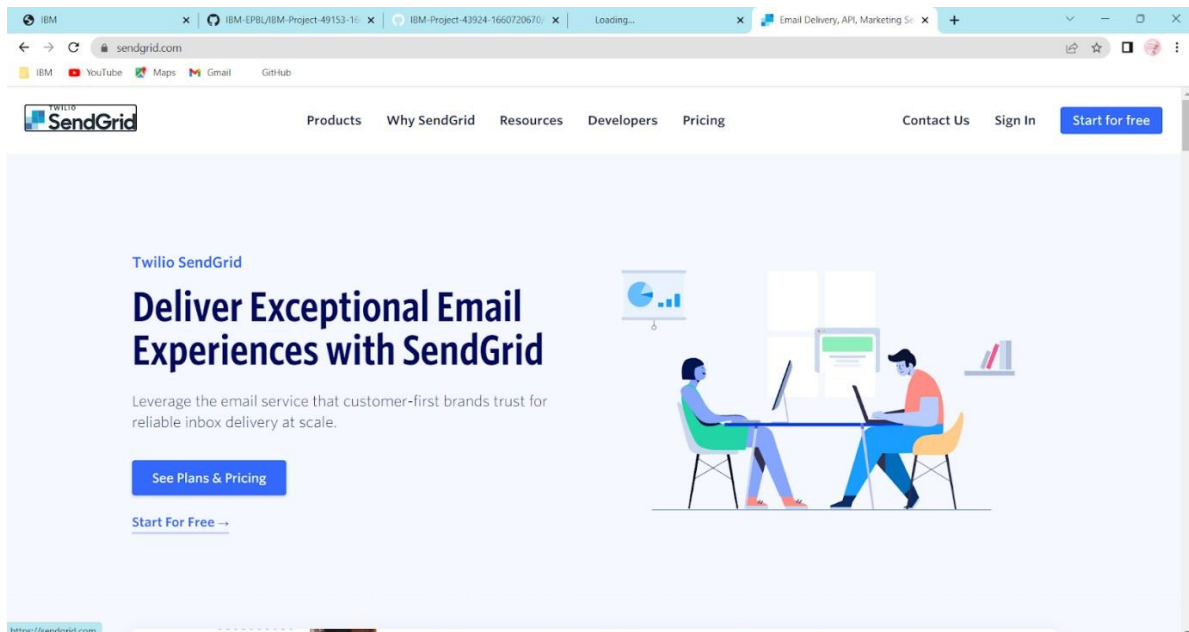 IBM
IBM-EPBL/IBM-Project-49153-16
IBM-Project-43924-1660720670/
Loading...
Email Delivery, API, Marketing Se
sendgrid.com
IBM YouTube Maps Gmail GitHub
TWILIO
SendGrid
Products Why SendGrid Resources Developers Pricing Contact Us Sign In Start for free
Twilio SendGrid
Deliver Exceptional Email
Experiences with SendGrid
Leverage the email service that customer-first brands trust for
reliable inbox delivery at scale.
See Plans & Pricing
Start For Free →
https://sendgrid.com